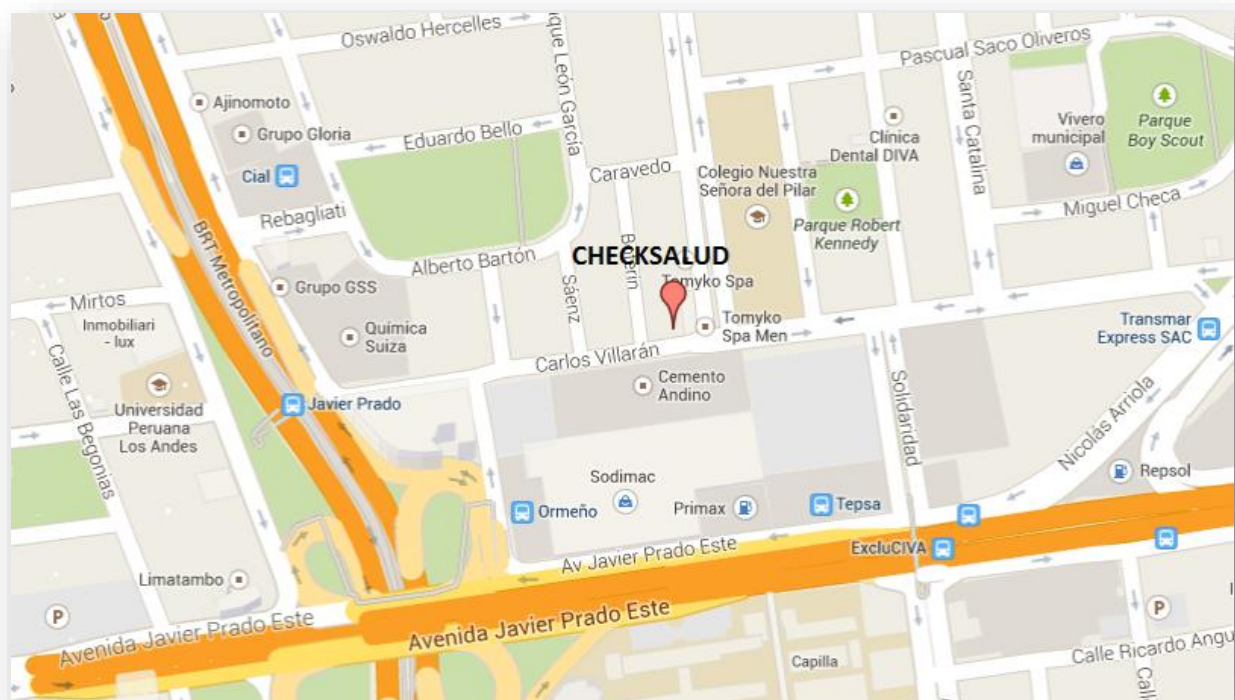 Oswaldo Hercelles
que León García
Pascual Saco Oliveros
Ajinomoto
Grupo Gloria
Eduardo Bello
Santa Catalina
Vivero
municipal
Parque
Boy Scout
Clínica
Dental DIVA
Cial
Caravedo
Colegio Nuestra
Señora del Pilar
Rebagliati
Miguel Checa
Parque Robert
Kennedy
BRT Metropolitano
Alberto Bartón
CHECKSALUD
Tomyko Spa
Sáenz
Grupo GSS
Mirtos
Inmobiliari
- lux
Química
Suiza
Tomyko
Spa Men
Transmar
Express SAC
Carlos Villarán
Cemento
Andino
Calle Las Begonias
Universidad
Peruana
Los Andes
Javier Prado
Solidaridad
Nicolás Arriola
Repsol
Sodimac
Primax
Tepsa
Ormeño
Av Javier Prado Este
ExcluCIVA
Limatambo
P
P
Avenida Javier Prado Este
Avenida Javier Prado Este
Capilla
Calle Ricardo Angu
Call